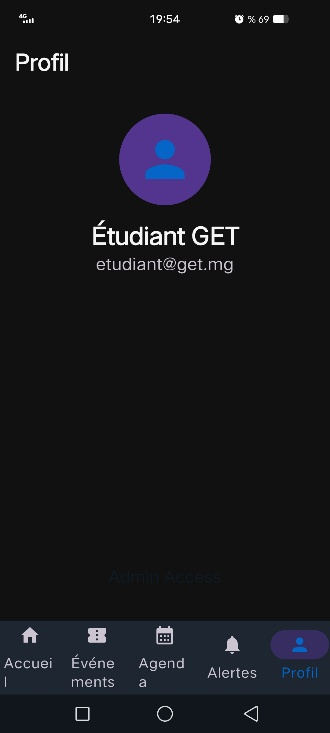 4G 19:54 % 69
Profil
Étudiant GET
etudiant@get.mg
Admin Access
Accuei
l
Événe
ments
Agend
a
Alertes
Profil